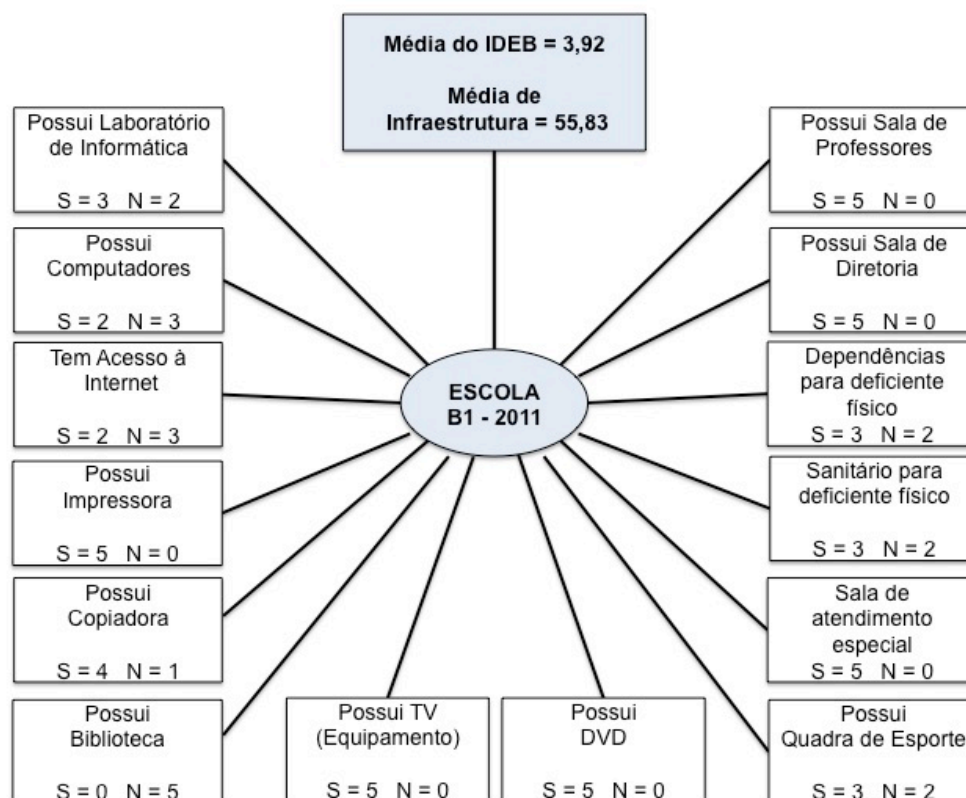 Média do IDEB = 3,92
Média de
Infraestrutura = 55,83
Possui Laboratório
de Informática
S = 3 N = 2
Possui
Computadores
S = 2 N = 3
Tem Acesso à
Internet
S = 2 N = 3
Possui
Impressora
S = 5 N = 0
Possui
Copiadora
S = 4 N = 1
Possui
Biblioteca
S = 0 N = 5
ESCOLA
B1 - 2011
Possui TV
(Equipamento)
S = 5 N = 0
Possui
DVD
S = 5 N = 0
Possui Sala de
Professores
S = 5 N = 0
Possui Sala de
Diretoria
S = 5 N = 0
Dependências
para deficiente
físico
S = 3 N = 2
Sanitário para
deficiente físico
S = 3 N = 2
Sala de
atendimento
especial
S = 5 N = 0
Possui
Quadra de Esporte
S = 3 N = 2